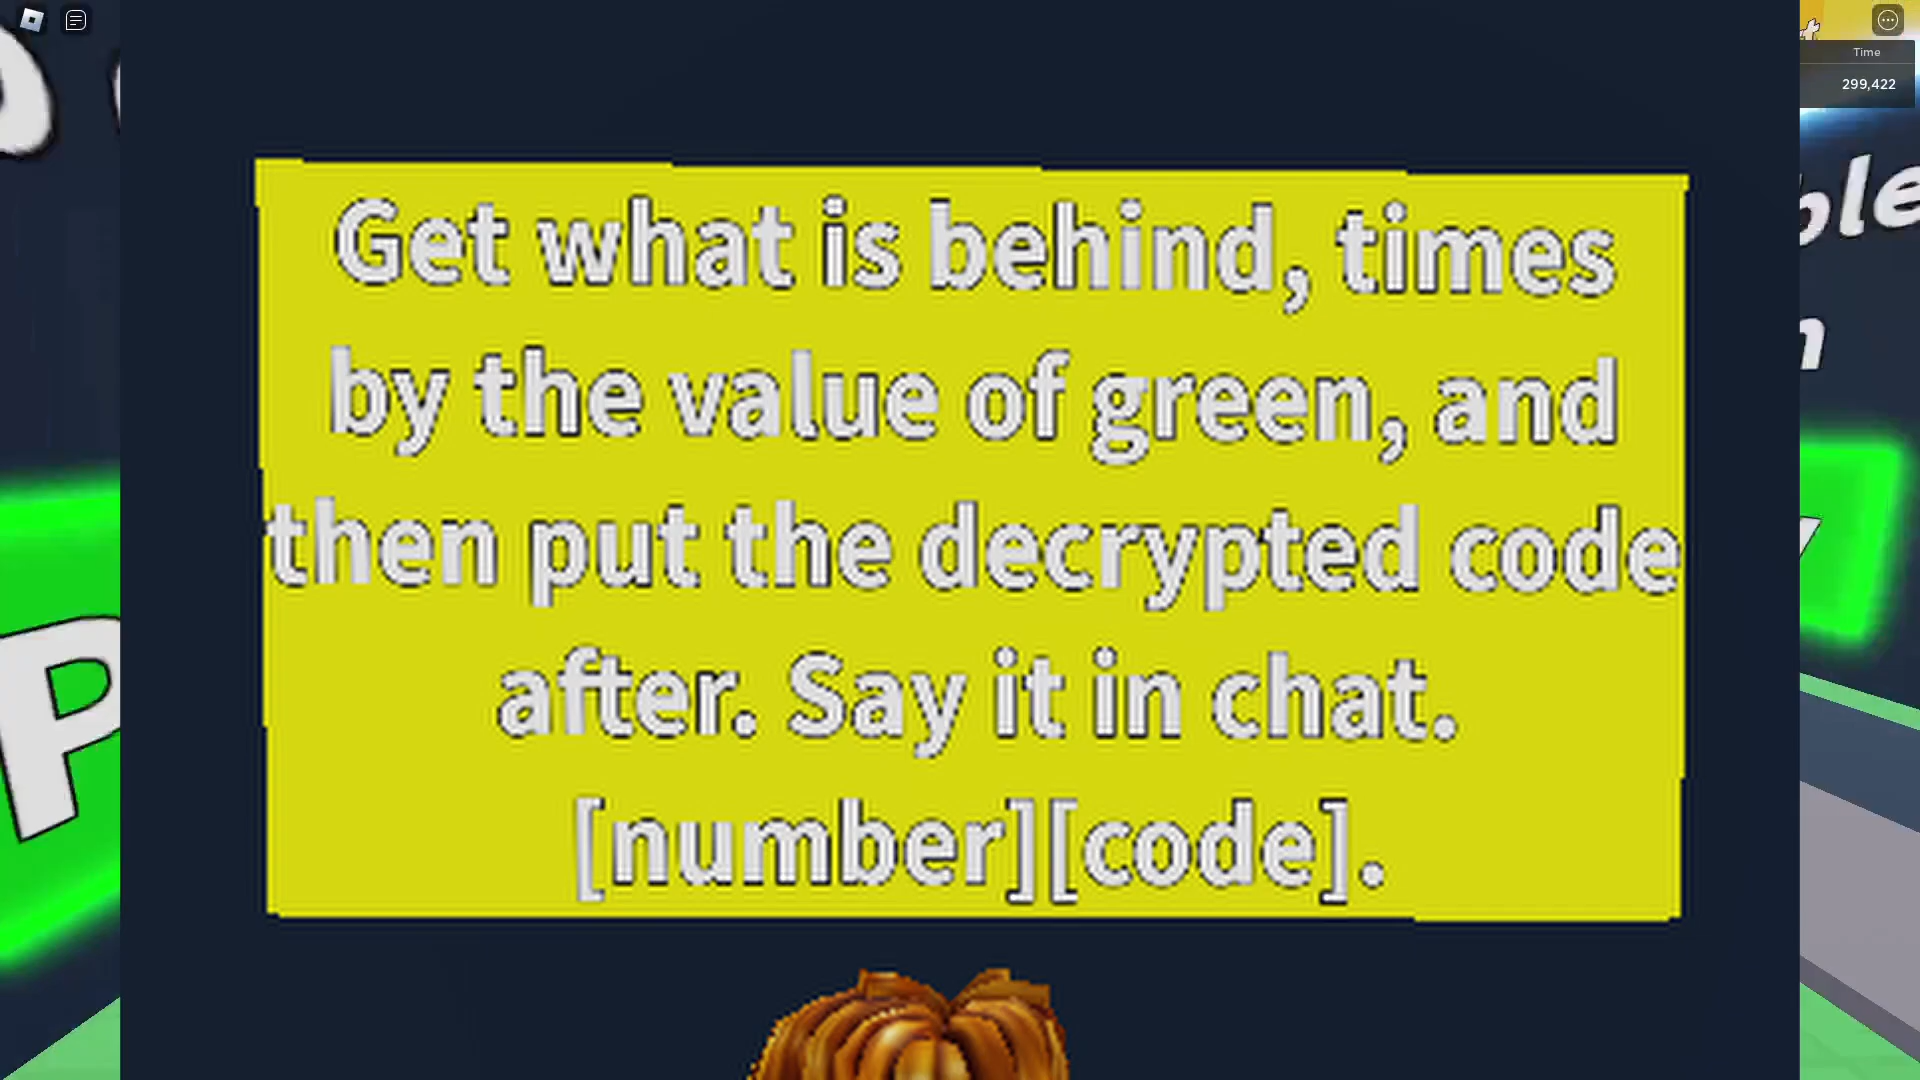 Time
299,422
Get what is behind, times
by the value of green, and
then put the decrypted code
after. Say it in chat.
[number][code].